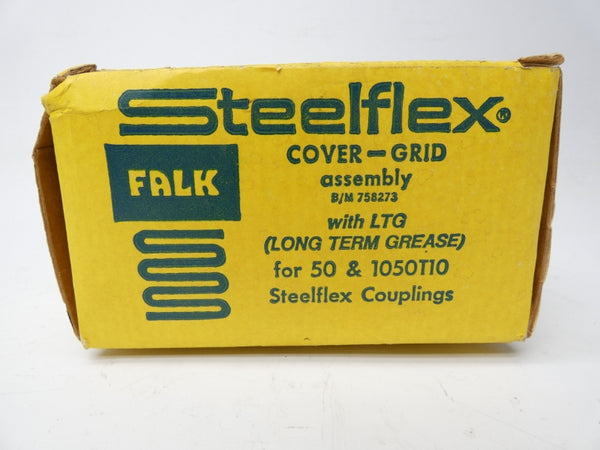 Steelflex®
COVER-GRID
FALK
assembly
B/M 758273
with LTG
(LONG TERM GREASE)
for 50 & 1050T10
Steelflex Couplings